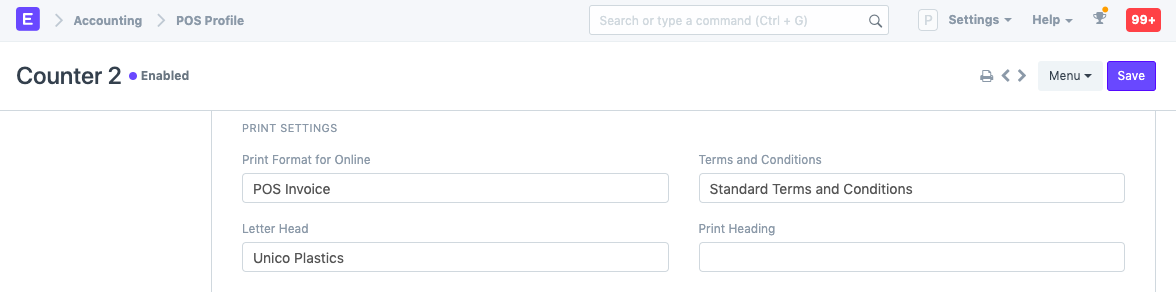 E Accounting POS Profile Search or type a command (Ctrl + G) P Settings Help 99+
Counter 2 Enabled Menu Save
PRINT SETTINGS
Print Format for Online Terms and Conditions
POS Invoice Standard Terms and Conditions
Letter Head Print Heading
Unico Plastics